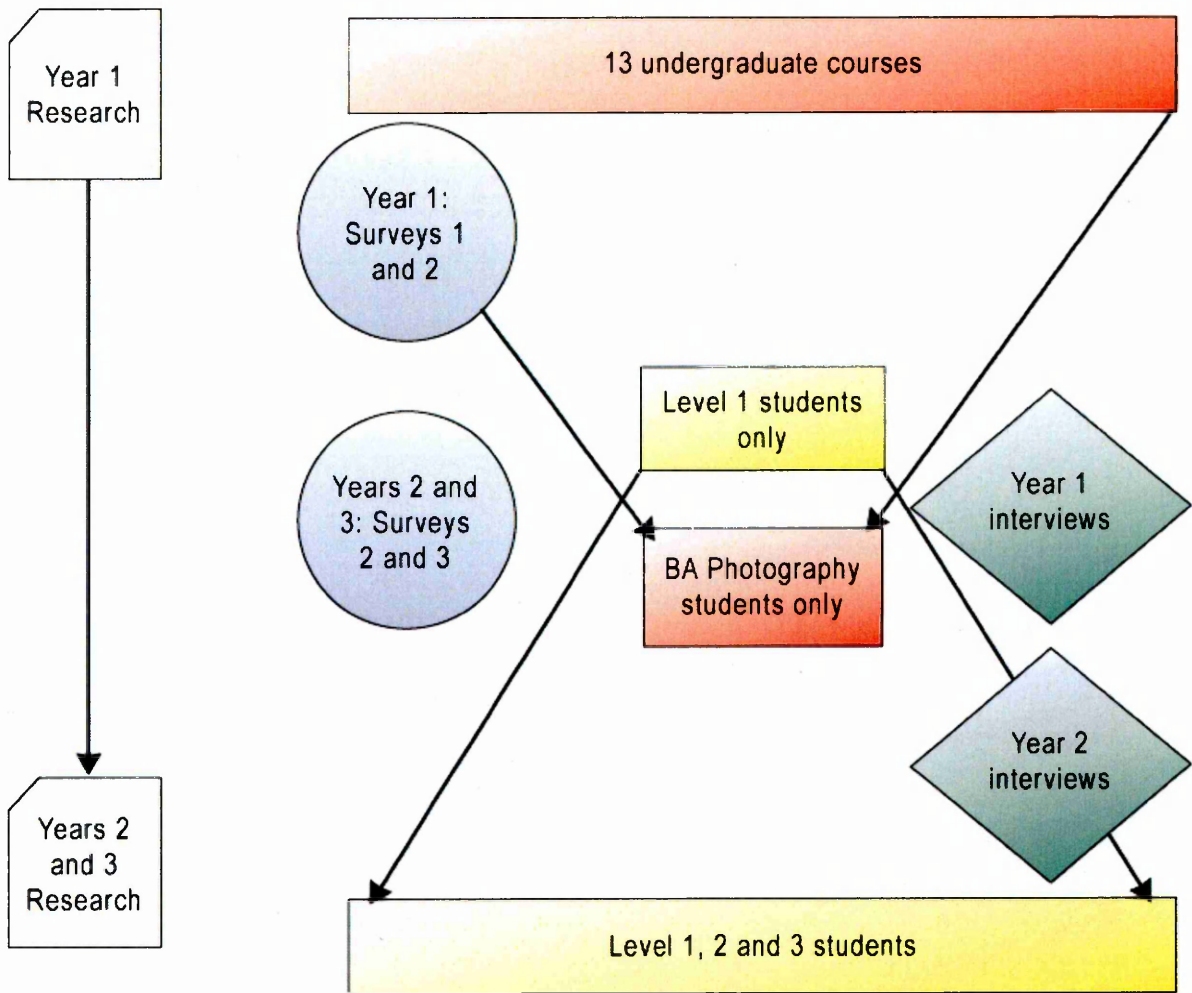 Year 1
Research
13 undergraduate courses
Year 1:
Surveys 1
and 2
Level 1 students
only
Years 2 and
3: Surveys
2 and 3
Year 1
interviews
BA Photography
students only
Year 2
interviews
Years 2
and 3
Research
Level 1, 2 and 3 students